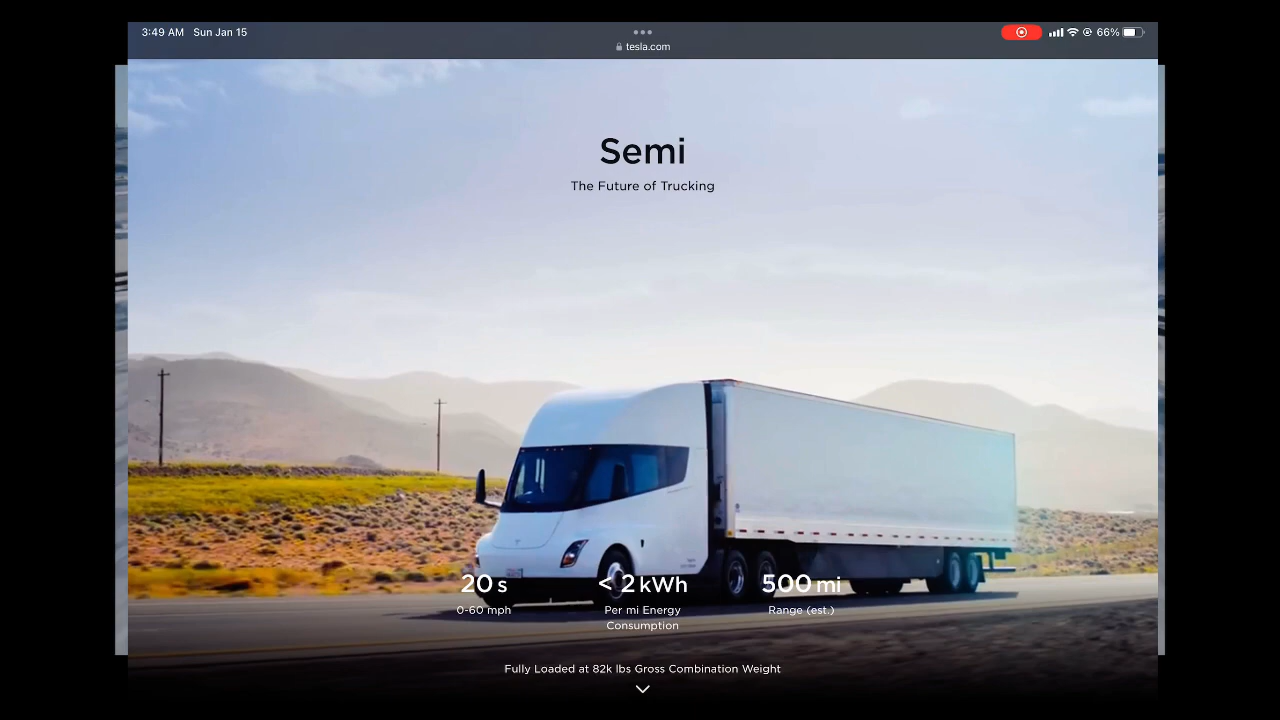 3:49 AM Sun Jan 15
66%
tesla.com
Semi
The Future of Trucking
20 s
0-60 mph
< 2 kWh
Per mi Energy
Consumption
500 mi
Range (est.)
Fully Loaded at 82k lbs Gross Combination Weight